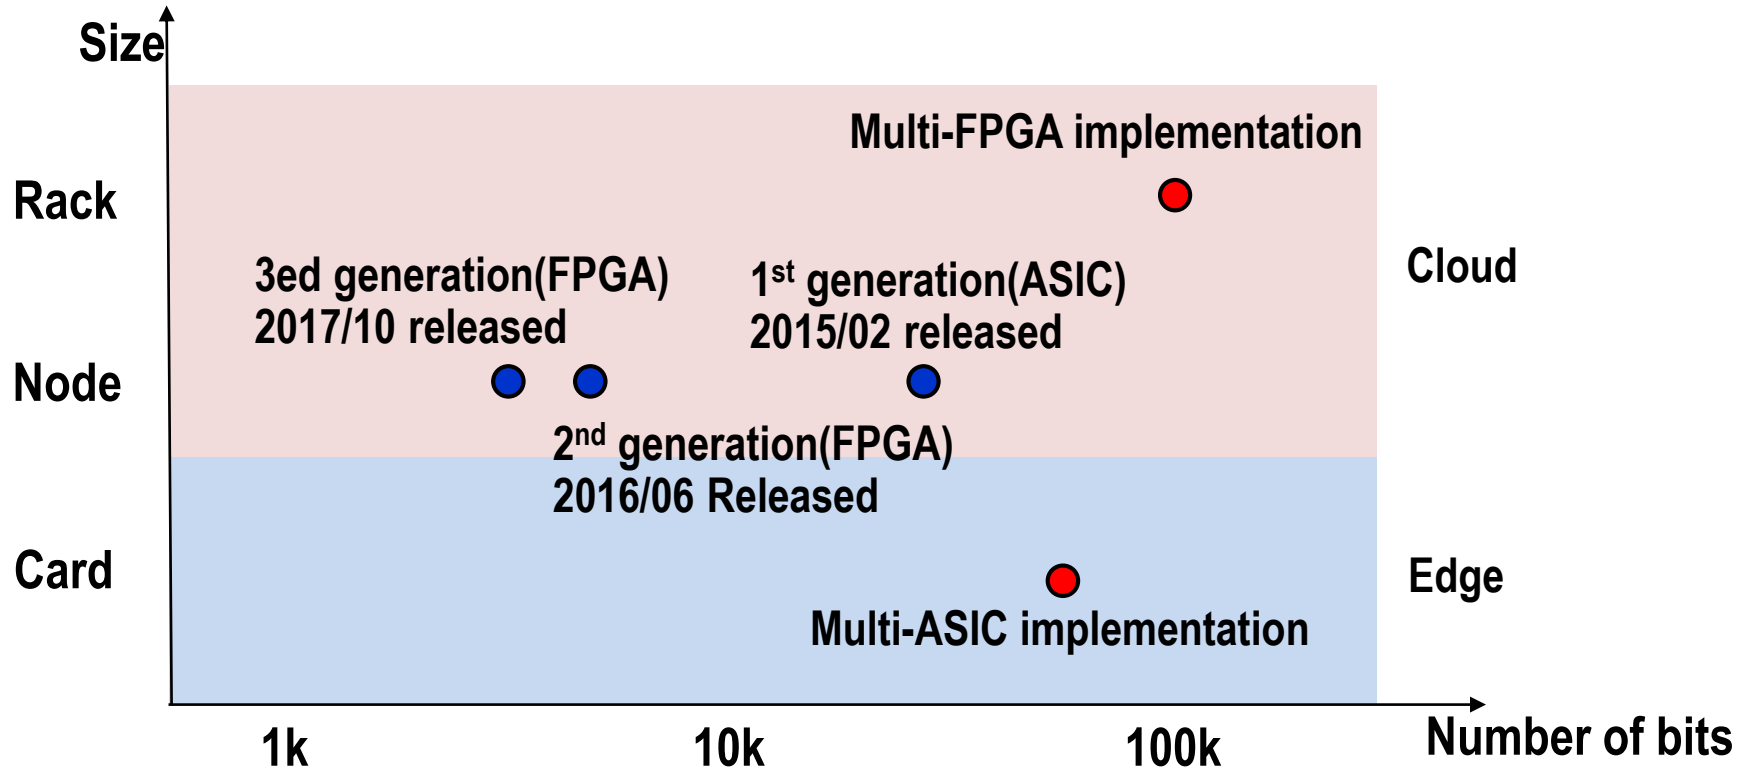 Size
Multi-FPGA implementation
Rack
3ed generation(FPGA)
2017/10 released
1st generation(ASIC)
2015/02 released
Cloud
Node
2nd generation(FPGA)
2016/06 Released
Card
Edge
Multi-ASIC implementation
1k
10k
100k
Number of bits